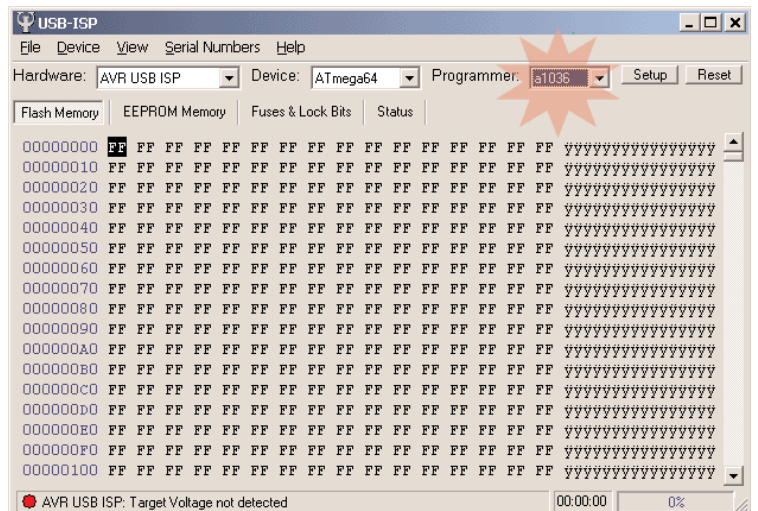 USB-ISP
File Device View Serial Numbers Help
Hardware: AVR USB ISP Device: ATmega64 Programmer: a1036 Setup Reset
Flash Memory EEPROM Memory Fuses & Lock Bits Status
00000000 FF FF FF FF FF FF FF FF FF FF FF FF FF FF FF FF ÿÿÿÿÿÿÿÿÿÿÿÿÿÿÿÿ
00000010 FF FF FF FF FF FF FF FF FF FF FF FF FF FF FF FF ÿÿÿÿÿÿÿÿÿÿÿÿÿÿÿÿ
00000020 FF FF FF FF FF FF FF FF FF FF FF FF FF FF FF FF ÿÿÿÿÿÿÿÿÿÿÿÿÿÿÿÿ
00000030 FF FF FF FF FF FF FF FF FF FF FF FF FF FF FF FF ÿÿÿÿÿÿÿÿÿÿÿÿÿÿÿÿ
00000040 FF FF FF FF FF FF FF FF FF FF FF FF FF FF FF FF ÿÿÿÿÿÿÿÿÿÿÿÿÿÿÿÿ
00000050 FF FF FF FF FF FF FF FF FF FF FF FF FF FF FF FF ÿÿÿÿÿÿÿÿÿÿÿÿÿÿÿÿ
00000060 FF FF FF FF FF FF FF FF FF FF FF FF FF FF FF FF ÿÿÿÿÿÿÿÿÿÿÿÿÿÿÿÿ
00000070 FF FF FF FF FF FF FF FF FF FF FF FF FF FF FF FF ÿÿÿÿÿÿÿÿÿÿÿÿÿÿÿÿ
00000080 FF FF FF FF FF FF FF FF FF FF FF FF FF FF FF FF ÿÿÿÿÿÿÿÿÿÿÿÿÿÿÿÿ
00000090 FF FF FF FF FF FF FF FF FF FF FF FF FF FF FF FF ÿÿÿÿÿÿÿÿÿÿÿÿÿÿÿÿ
000000A0 FF FF FF FF FF FF FF FF FF FF FF FF FF FF FF FF ÿÿÿÿÿÿÿÿÿÿÿÿÿÿÿÿ
000000B0 FF FF FF FF FF FF FF FF FF FF FF FF FF FF FF FF ÿÿÿÿÿÿÿÿÿÿÿÿÿÿÿÿ
000000C0 FF FF FF FF FF FF FF FF FF FF FF FF FF FF FF FF ÿÿÿÿÿÿÿÿÿÿÿÿÿÿÿÿ
000000D0 FF FF FF FF FF FF FF FF FF FF FF FF FF FF FF FF ÿÿÿÿÿÿÿÿÿÿÿÿÿÿÿÿ
000000E0 FF FF FF FF FF FF FF FF FF FF FF FF FF FF FF FF ÿÿÿÿÿÿÿÿÿÿÿÿÿÿÿÿ
000000F0 FF FF FF FF FF FF FF FF FF FF FF FF FF FF FF FF ÿÿÿÿÿÿÿÿÿÿÿÿÿÿÿÿ
00000100 FF FF FF FF FF FF FF FF FF FF FF FF FF FF FF FF ÿÿÿÿÿÿÿÿÿÿÿÿÿÿÿÿ
AVR USB ISP: Target Voltage not detected 00:00:00 0%